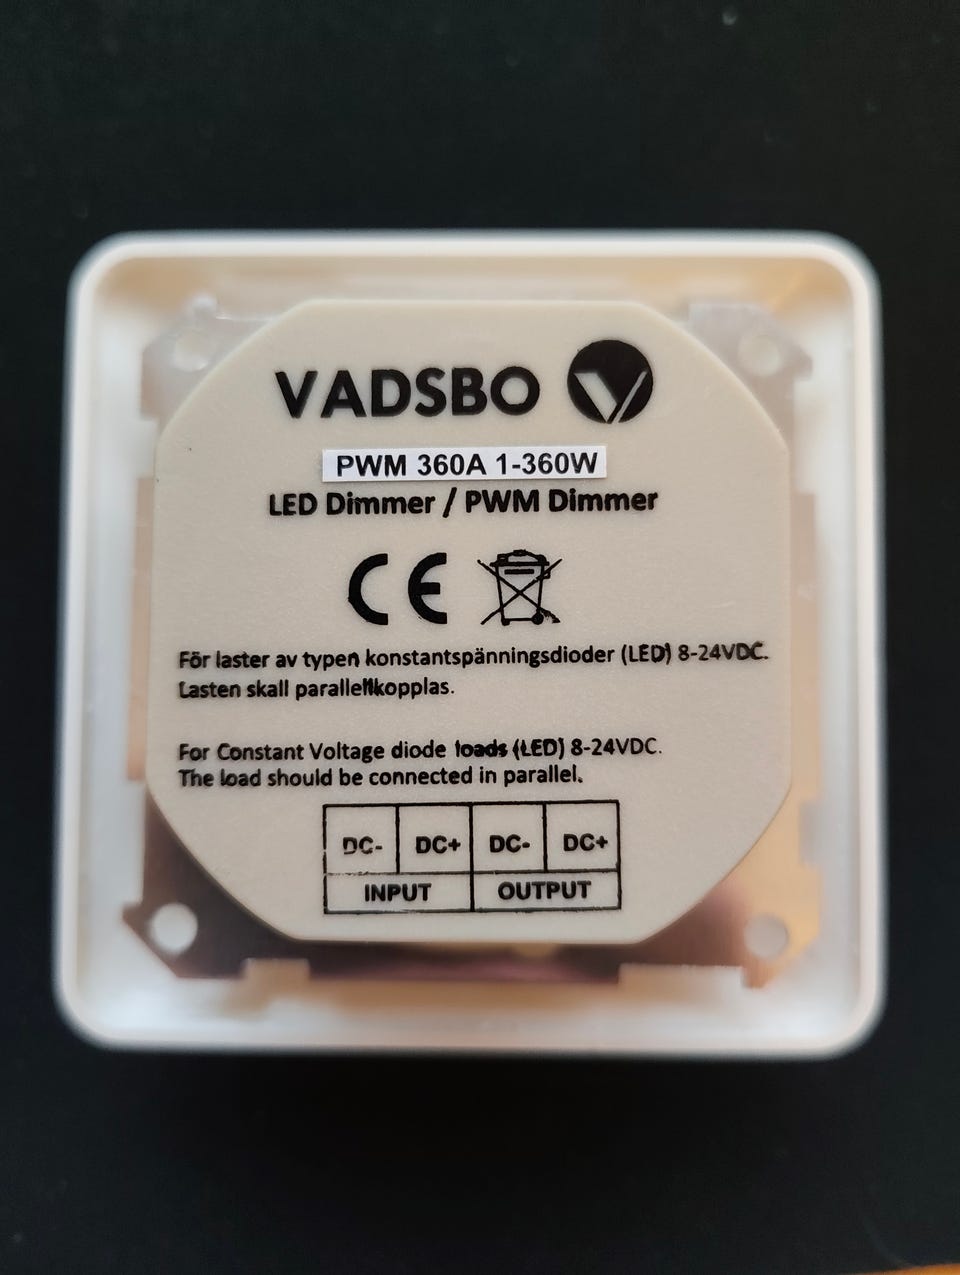 VADSBO
PWM 360A 1-360W
LED Dimmer / PWM Dimmer
CE
För laster av typen konstantspänningsdioder (LED) 8-24VDC.
Lasten skall parallellkopplas.
For Constant Voltage diode loads (LED) 8-24VDC.
The load should be connected in parallel.
DC- DC+ DC- DC+
INPUT OUTPUT